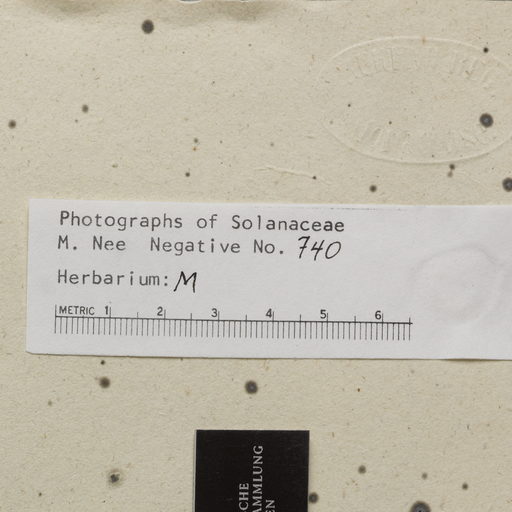 Photographs of Solanaceae
M. Nee Negative No. 740
Herbarium: M
METRIC 1 2 3 4 5 6
CHE
AMMLUNG
EN